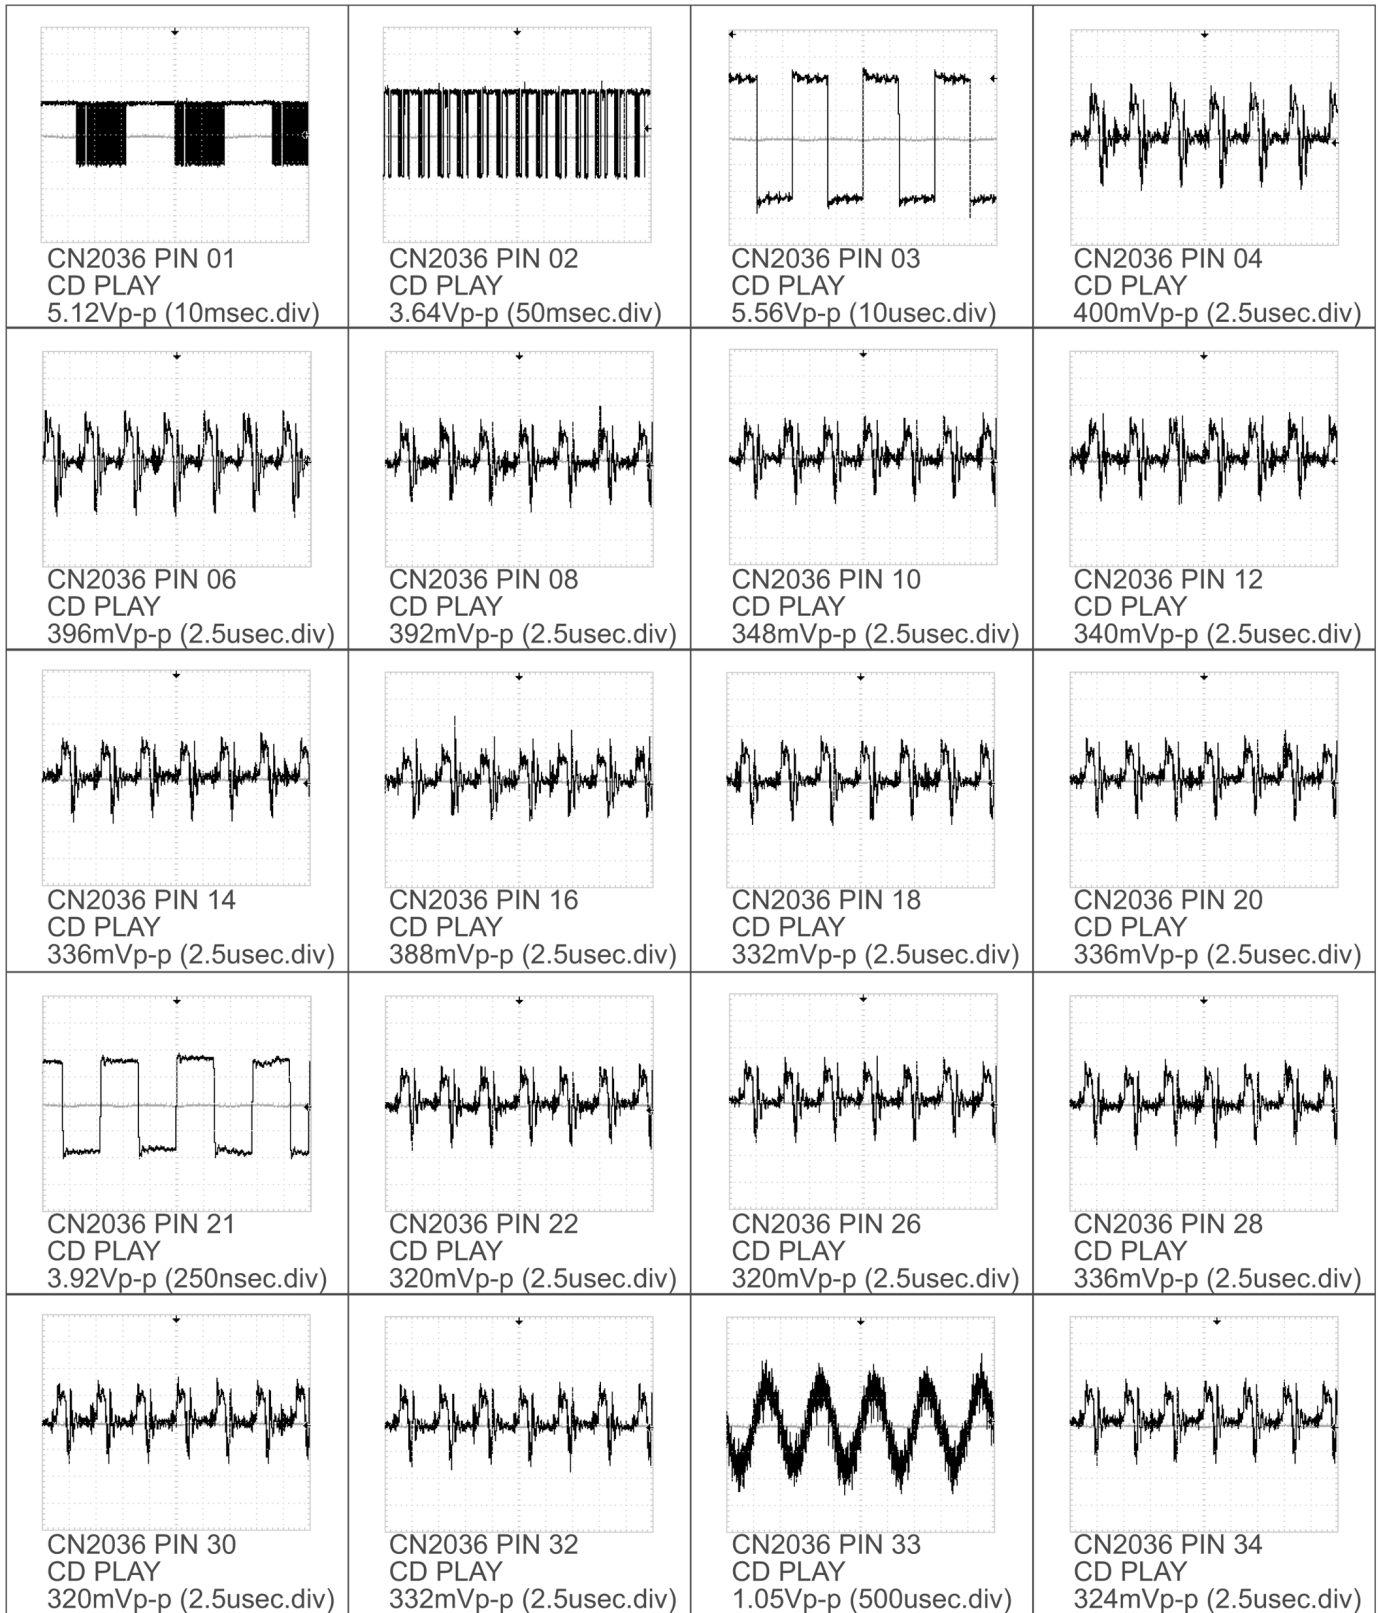 CN2036 PIN 01
CD PLAY
5.12Vp-p (10msec.div)
CN2036 PIN 02
CD PLAY
3.64Vp-p (50msec.div)
CN2036 PIN 03
CD PLAY
5.56Vp-p (10usec.div)
CN2036 PIN 04
CD PLAY
400mVp-p (2.5usec.div)
CN2036 PIN 06
CD PLAY
396mVp-p (2.5usec.div)
CN2036 PIN 08
CD PLAY
392mVp-p (2.5usec.div)
CN2036 PIN 10
CD PLAY
348mVp-p (2.5usec.div)
CN2036 PIN 12
CD PLAY
340mVp-p (2.5usec.div)
CN2036 PIN 14
CD PLAY
336mVp-p (2.5usec.div)
CN2036 PIN 16
CD PLAY
388mVp-p (2.5usec.div)
CN2036 PIN 18
CD PLAY
332mVp-p (2.5usec.div)
CN2036 PIN 20
CD PLAY
336mVp-p (2.5usec.div)
CN2036 PIN 21
CD PLAY
3.92Vp-p (250nsec.div)
CN2036 PIN 22
CD PLAY
320mVp-p (2.5usec.div)
CN2036 PIN 26
CD PLAY
320mVp-p (2.5usec.div)
CN2036 PIN 28
CD PLAY
336mVp-p (2.5usec.div)
CN2036 PIN 30
CD PLAY
320mVp-p (2.5usec.div)
CN2036 PIN 32
CD PLAY
332mVp-p (2.5usec.div)
CN2036 PIN 33
CD PLAY
1.05Vp-p (500usec.div)
CN2036 PIN 34
CD PLAY
324mVp-p (2.5usec.div)